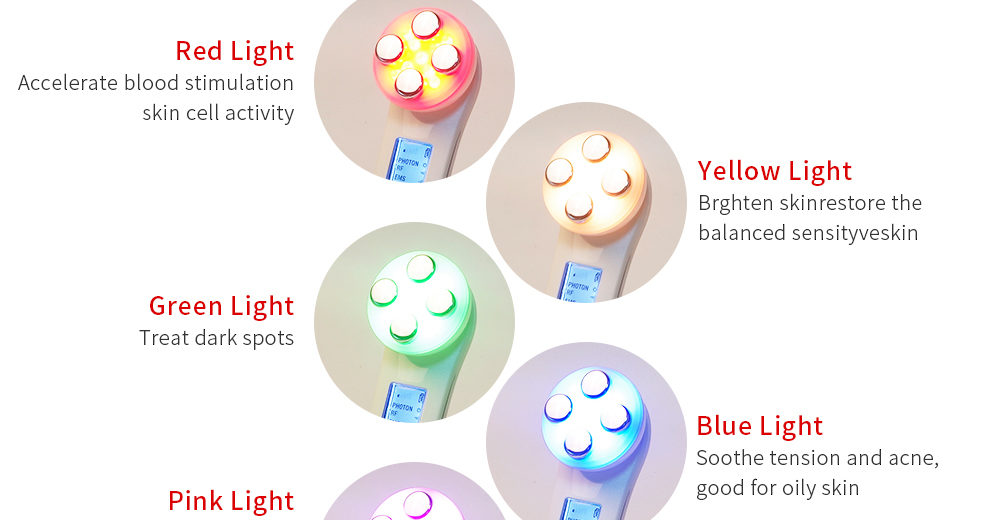 Red Light
Accelerate blood stimulation
skin cell activity
PHOTON
RF
EMS
Yellow Light
Brghten skinrestore the
balanced sensityveskin
PHOTON
RF
EMS
Green Light
Treat dark spots
PHOTON
RF
Blue Light
Soothe tension and acne,
good for oily skin
Pink Light